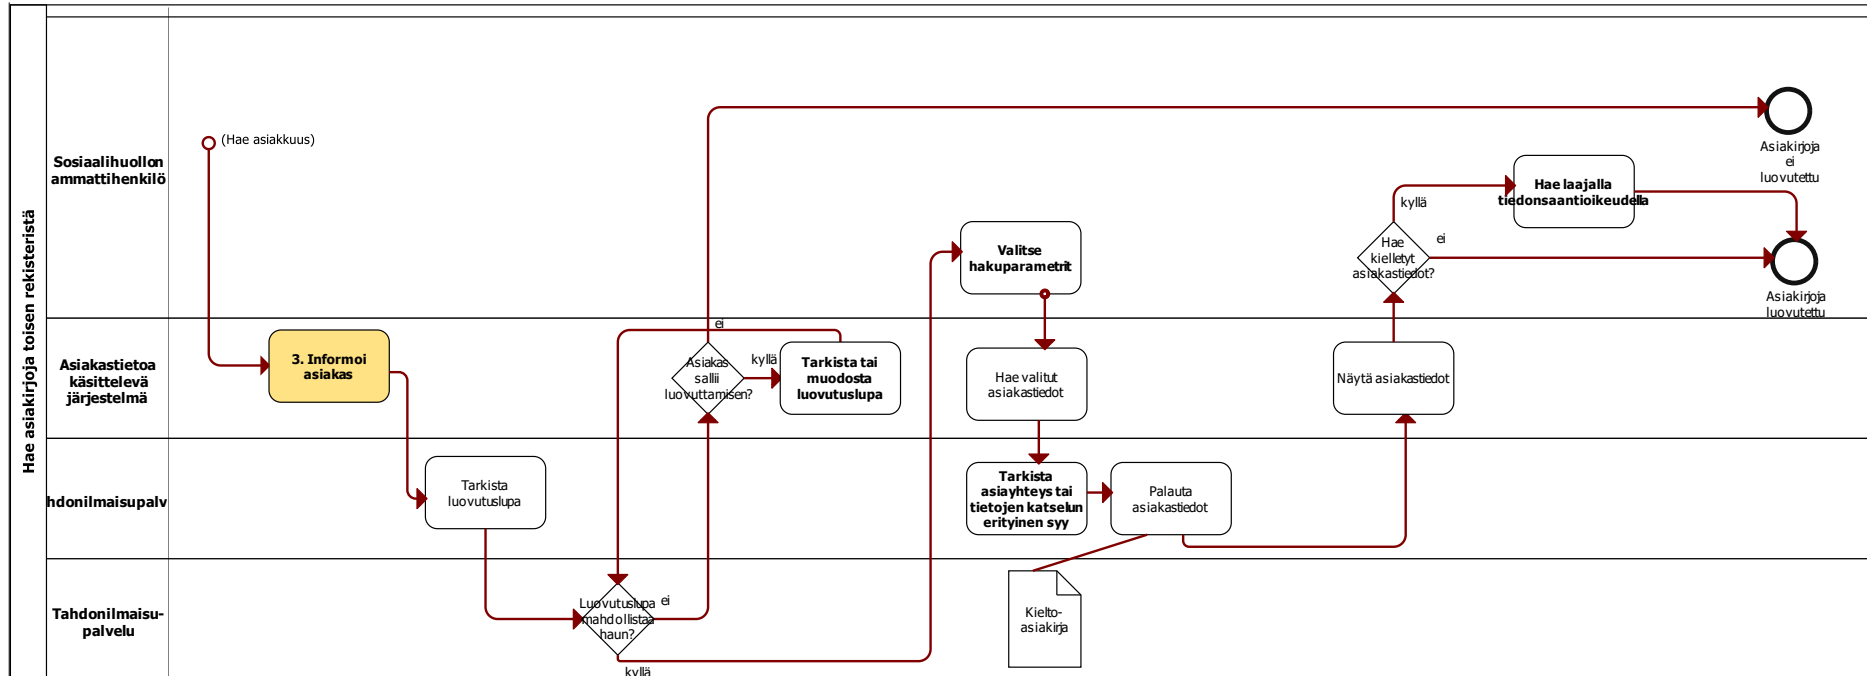 Hae asiakirjoja toisen rekisteristä
Sosiaalihuollon
ammattihenkilö
(Hae asiakkuus)
Asiakirjoja
ei
luovutettu
Hae laajalla
tiedonsaantioikeudella
kyllä
Hae
kielletyt
asiakastiedot?
ei
Valitse
hakuparametrit
Asiakirjoja
luovutettu
Asiakastietoa
käsittelevä
järjestelmä
3. Informoi
asiakas
ei
Asiakas
sallii
luovuttamisen?
kyllä
Tarkista tai
muodosta
luovutuslupa
Hae valitut
asiakastiedot
Näytä asiakastiedot
hdonilmaisupalv
Tarkista
luovutuslupa
Tarkista
asiayhteys tai
tietojen katselun
erityinen syy
Palauta
asiakastiedot
Tahdonilmaisu-
palvelu
Luovutuslupa
mahdollistaa
haun?
ei
kyllä
Kielto-
asiakirja